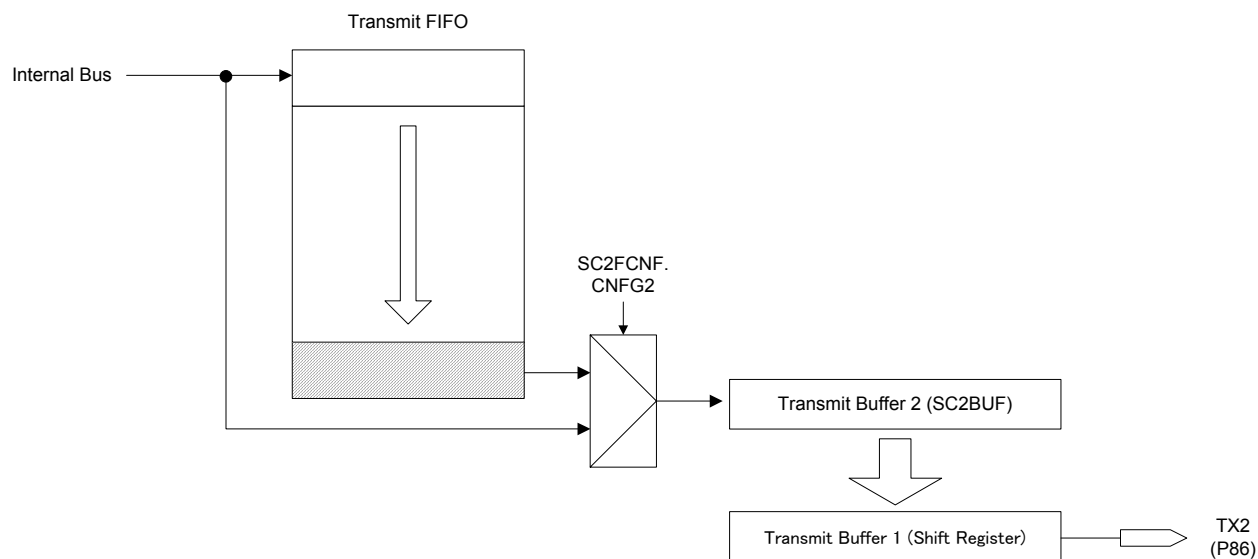 Transmit FIFO
Internal Bus
SC2FCNF.
CNFG2
Transmit Buffer 2 (SC2BUF)
Transmit Buffer 1 (Shift Register)
TX2
(P86)